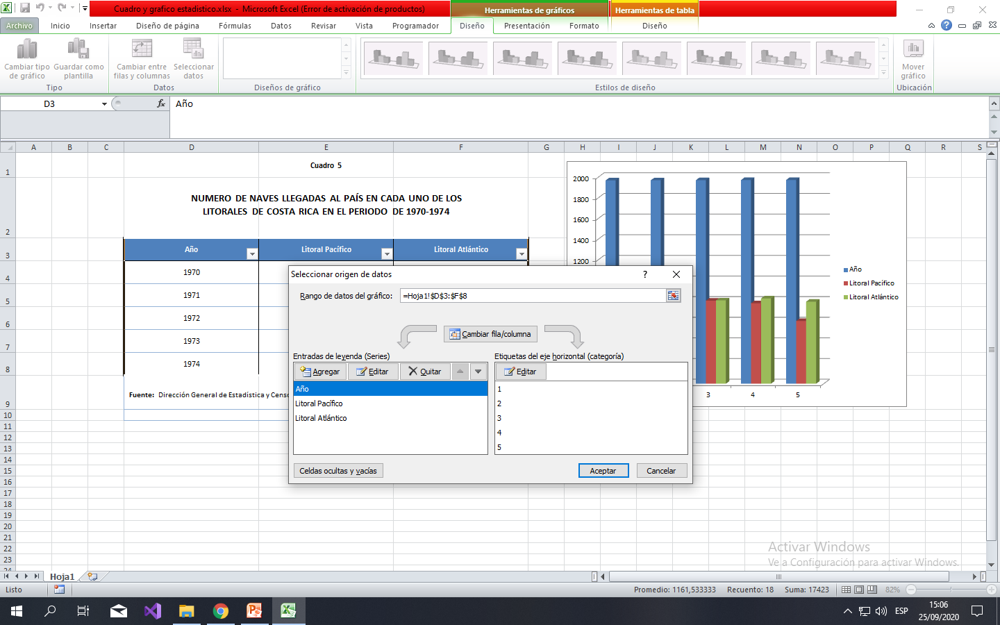 Cuadro y grafico estadistico.xlsx - Microsoft Excel (Error de activación de productos)
Herramientas de gráficos
Herramientas de tabla
Archivo Inicio Insertar Diseño de página Fórmulas Datos Revisar Vista Programador Diseño Presentación Formato Diseño
Cambiar tipo
de gráfico
Guardar como
plantilla
Tipo
Cambiar entre
filas y columnas
Seleccionar
datos
Datos
Diseños de gráfico
Estilos de diseño
Mover
gráfico
Ubicación
D3 fx Año
A B C D E F G H I J K L M N O P Q R S
1
2
3
4
5
6
7
8
9
10
11
12
13
14
15
16
17
18
19
20
21
22
23
24
Cuadro 5
NUMERO DE NAVES LLEGADAS AL PAÍS EN CADA UNO DE LOS
LITORALES DE COSTA RICA EN EL PERIODO DE 1970-1974
Año Litoral Pacífico Litoral Atlántico
1970
1971
1972
1973
1974
Fuente: Dirección General de Estadística y Censo
2000
1800
1600
1400
1200
3 4 5
Año
Litoral Pacífico
Litoral Atlántico
Seleccionar origen de datos ?
Rango de datos del gráfico: =Hoja1!$D$3:$F$8
Cambiar fila/columna
Entradas de leyenda (Series)
Agregar Editar Quitar
Año
Litoral Pacífico
Litoral Atlántico
Etiquetas del eje horizontal (categoría)
Editar
1
2
3
4
5
Celdas ocultas y vacías
Aceptar Cancelar
Activar Windows
Ve a Configuración para activar Windows.
Hoja1
Listo Promedio: 1161,533333 Recuento: 18 Suma: 17423 82%
ESP
15:06
25/09/2020